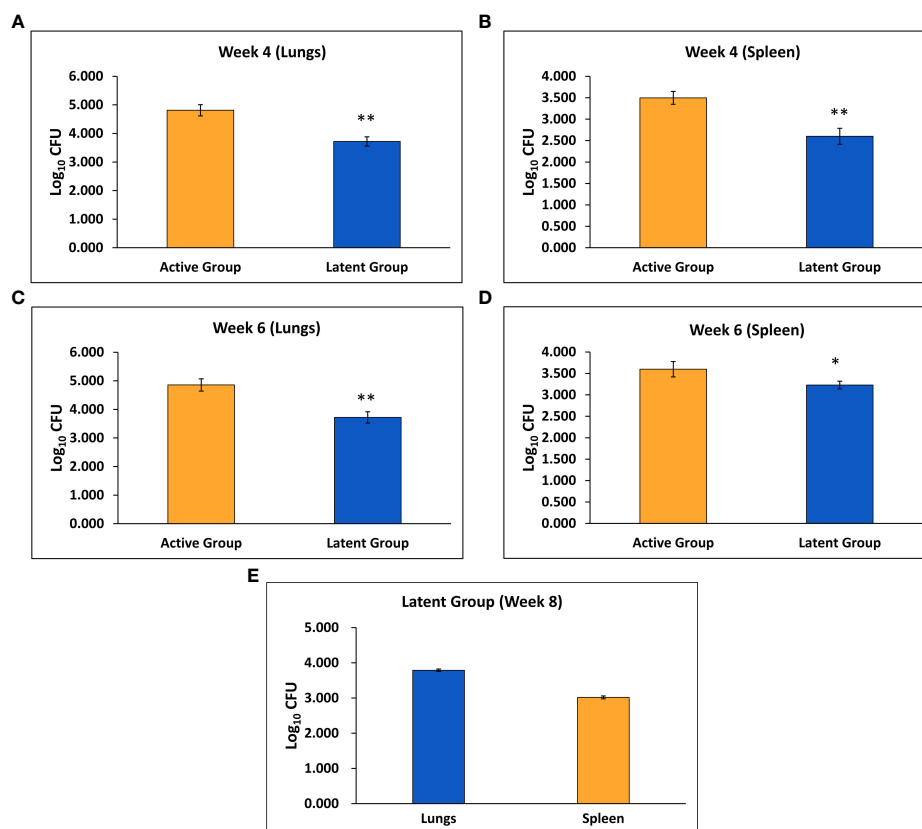 A
Week 4 (Lungs)
6.000
5.000
4.000
3.000
2.000
1.000
0.000
Log10 CFU
**
Active Group
Latent Group
B
Week 4 (Spleen)
4.000
3.500
3.000
2.500
2.000
1.500
1.000
0.500
0.000
Log10 CFU
**
Active Group
Latent Group
C
Week 6 (Lungs)
6.000
5.000
4.000
3.000
2.000
1.000
0.000
Log10 CFU
**
Active Group
Latent Group
D
Week 6 (Spleen)
4.000
3.500
3.000
2.500
2.000
1.500
1.000
0.500
0.000
Log10 CFU
*
Active Group
Latent Group
E
Latent Group (Week 8)
5.000
4.000
3.000
2.000
1.000
0.000
Log10 CFU
Lungs
Spleen